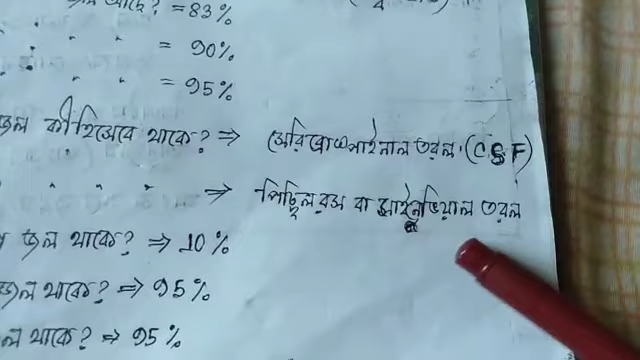 আছে? = 83%
" " " = 90%
" " " = 95%
জল কী হিসেবে থাকে? ⇒ সেরিব্রোস্পাইনাল তরল. (CSF)
" " " ⇒ পিচ্ছিল রস বা সাইনুভিয়াল তরল
জল থাকে? ⇒ 10%
জল থাকে? ⇒ 95%
জল থাকে? ⇒ 95%